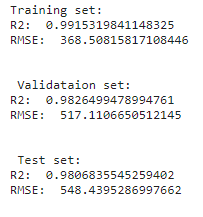 Training set:
R2:  0.9915319841148325
RMSE:  368.50815817108446
Validataion set:
R2:  0.9826499478994761
RMSE:  517.1106650512145
Test set:
R2:  0.9806835545259402
RMSE:  548.4395286997662